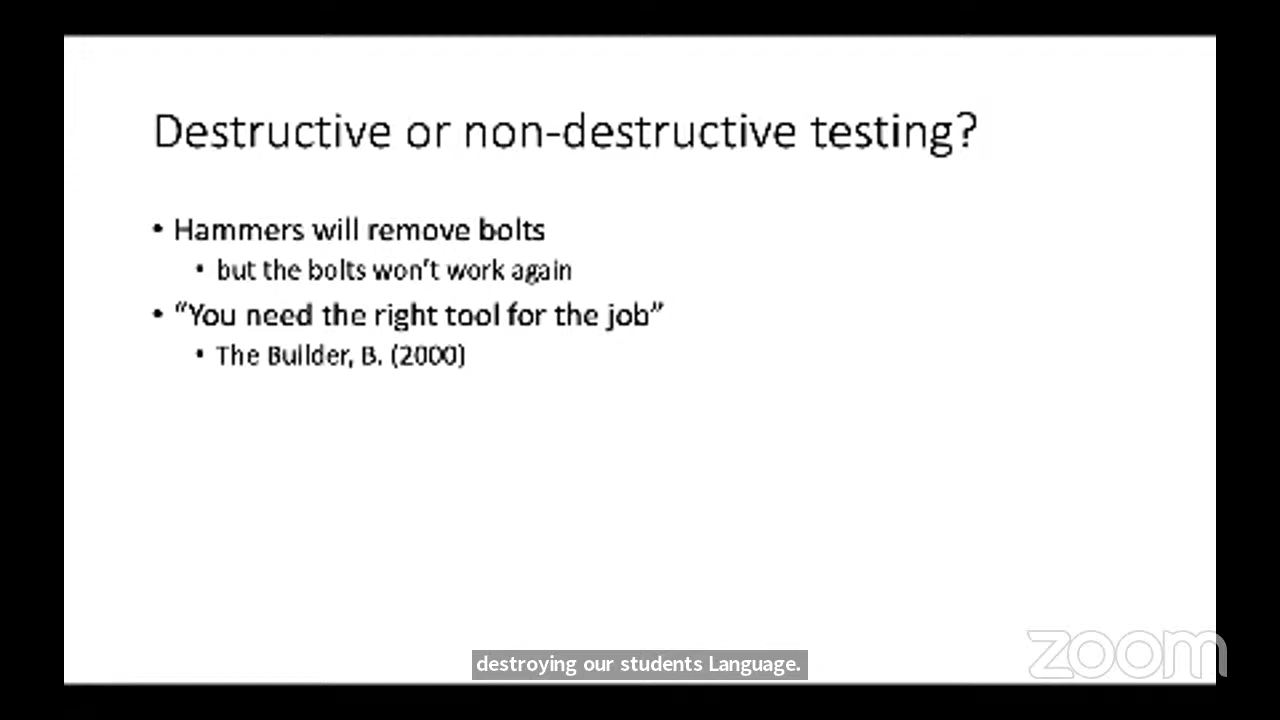 Destructive or non-destructive testing?
• Hammers will remove bolts
• but the bolts won't work again
• “You need the right tool for the job”
• The Builder, B. (2000)
destroying our students Language.
zoom